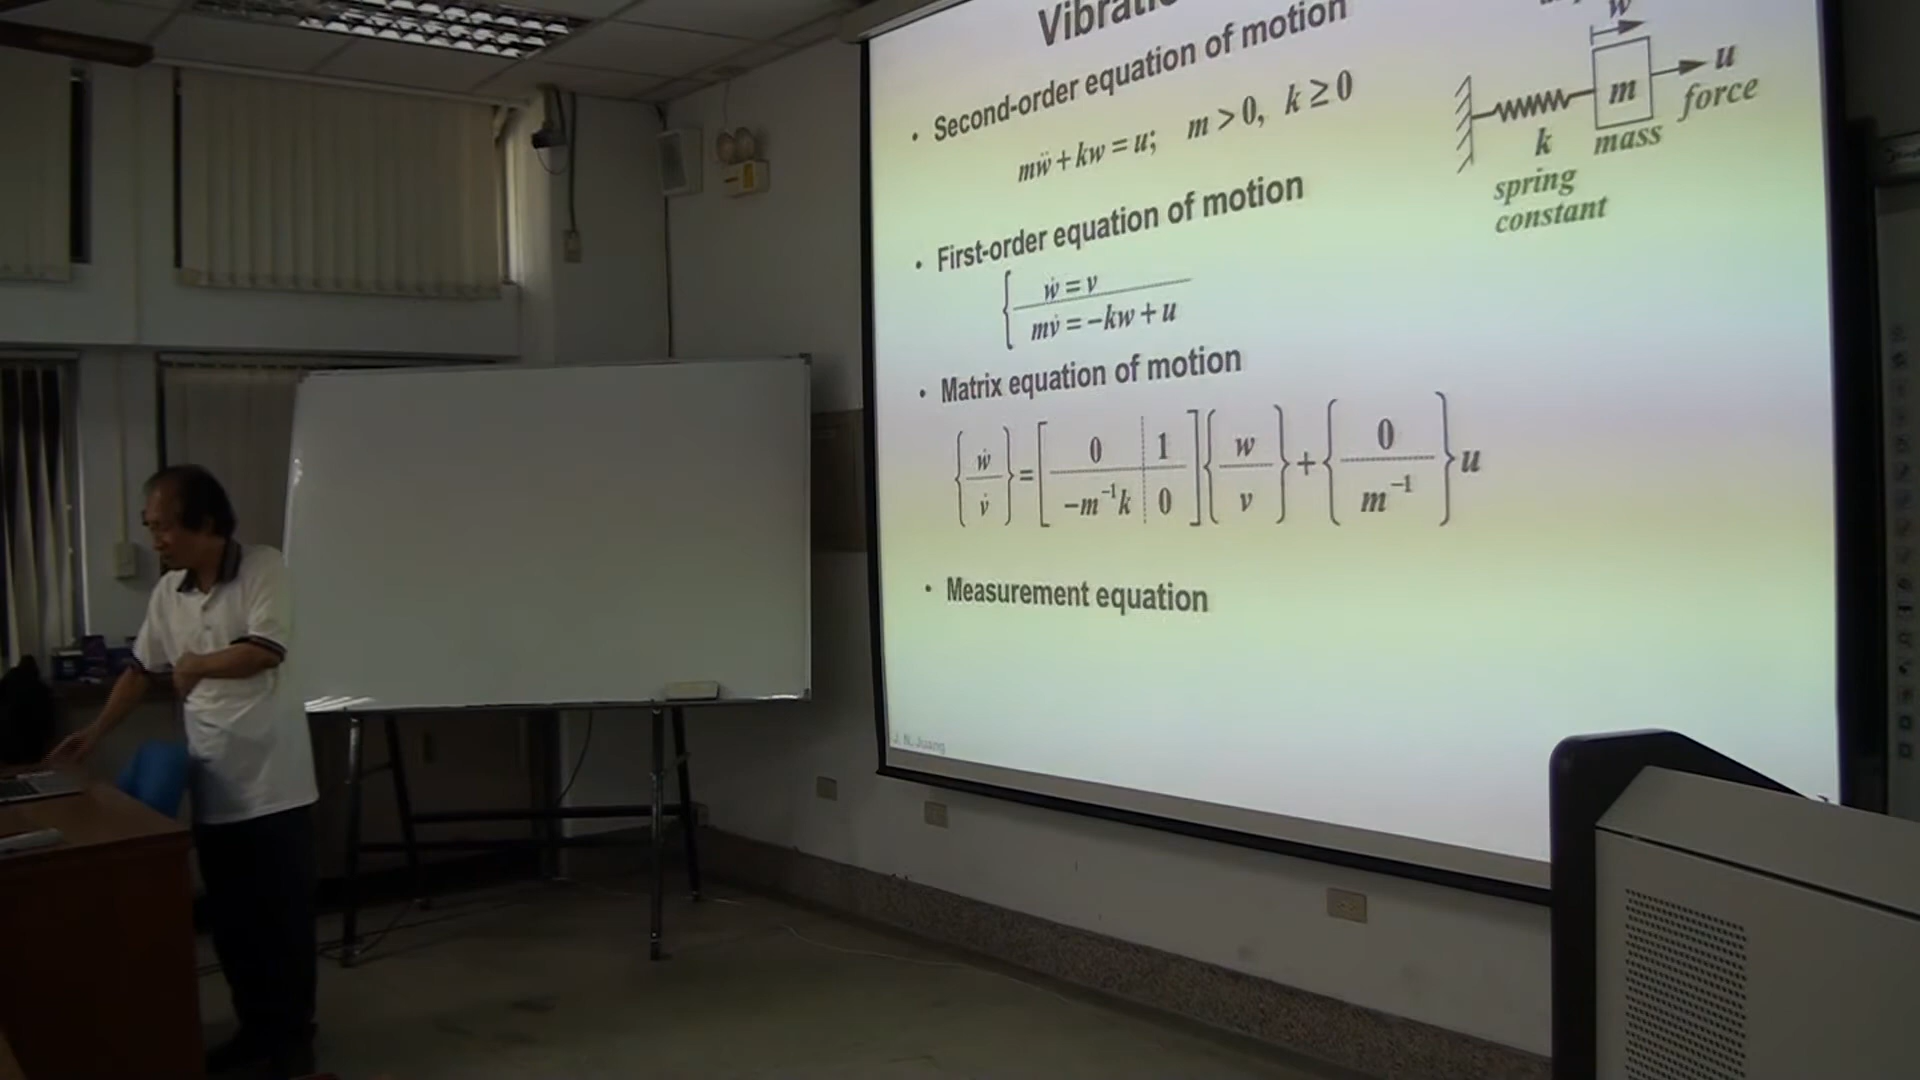 • Second-order equation of motion
mẅ + kw = u; m > 0, k ≥ 0
w
m
u
force
k
mass
spring
constant
• First-order equation of motion
ẇ = v
mv̇ = −kw + u
• Matrix equation of motion
{ẇ / v̇} = [0 1 / −m⁻¹k 0] {w / v} + {0 / m⁻¹} u
• Measurement equation
J. N. Juang